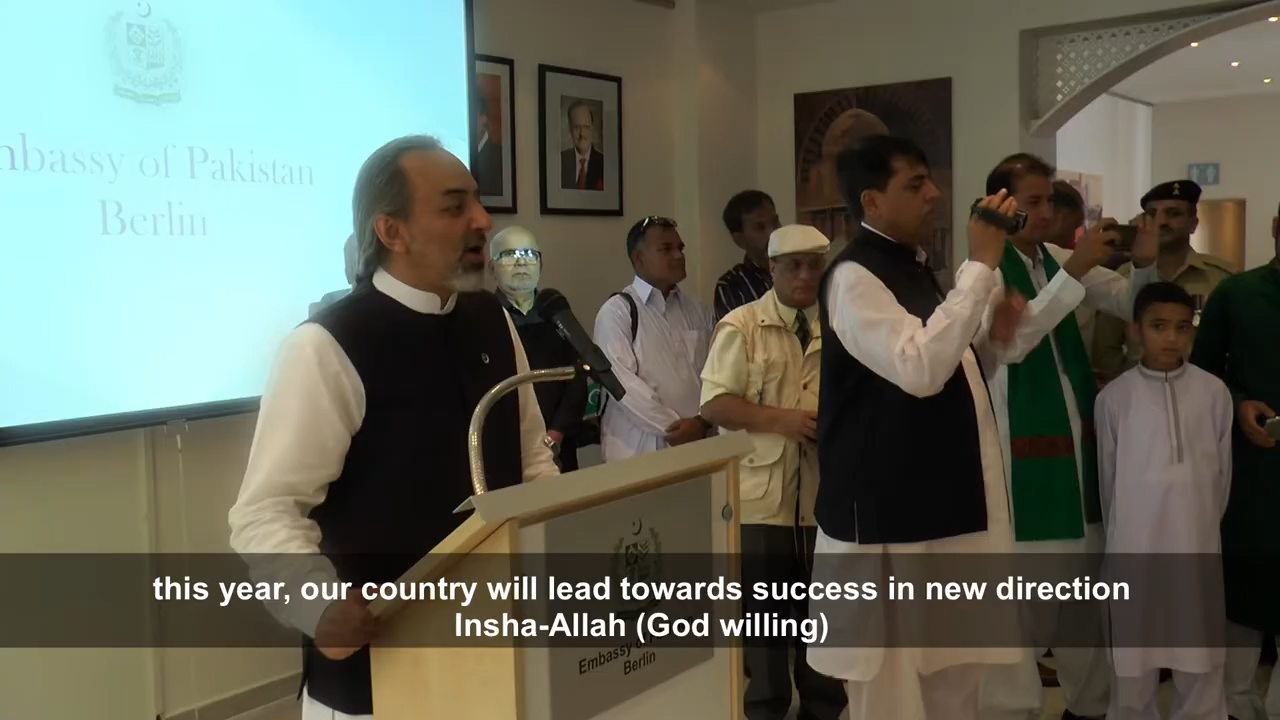 mbassy of Pakistan
Berlin
this year, our country will lead towards success in new direction
Insha-Allah (God willing)
Embassy of
Berlin